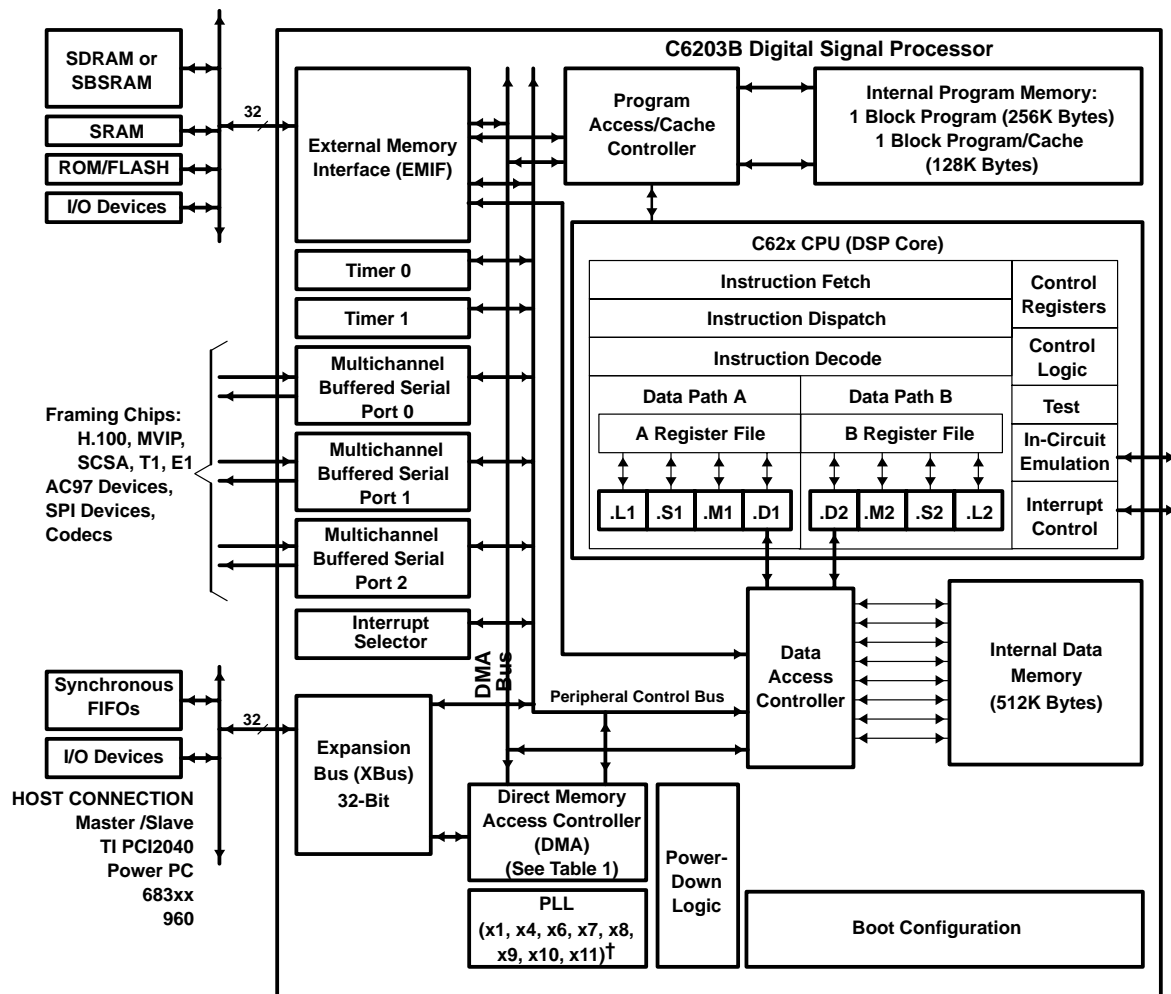 C6203B Digital Signal Processor
SDRAM or
SBSRAM
SRAM
ROM/FLASH
I/O Devices
32
External Memory
Interface (EMIF)
Program
Access/Cache
Controller
Internal Program Memory:
1 Block Program (256K Bytes)
1 Block Program/Cache
(128K Bytes)
Timer 0
Timer 1
C62x CPU (DSP Core)
Instruction Fetch
Instruction Dispatch
Instruction Decode
Control
Registers
Control
Logic
Test
In-Circuit
Emulation
Interrupt
Control
Data Path A
A Register File
.L1
.S1
.M1
.D1
Data Path B
B Register File
.D2
.M2
.S2
.L2
Framing Chips:
H.100, MVIP,
SCSA, T1, E1
AC97 Devices,
SPI Devices,
Codecs
Multichannel
Buffered Serial
Port 0
Multichannel
Buffered Serial
Port 1
Multichannel
Buffered Serial
Port 2
Interrupt
Selector
DMA
Bus
Peripheral Control Bus
Data
Access
Controller
Internal Data
Memory
(512K Bytes)
Synchronous
FIFOs
I/O Devices
32
HOST CONNECTION
Master /Slave
TI PCI2040
Power PC
683xx
960
Expansion
Bus (XBus)
32-Bit
Direct Memory
Access Controller
(DMA)
(See Table 1)
PLL
(x1, x4, x6, x7, x8,
x9, x10, x11)†
Power-
Down
Logic
Boot Configuration